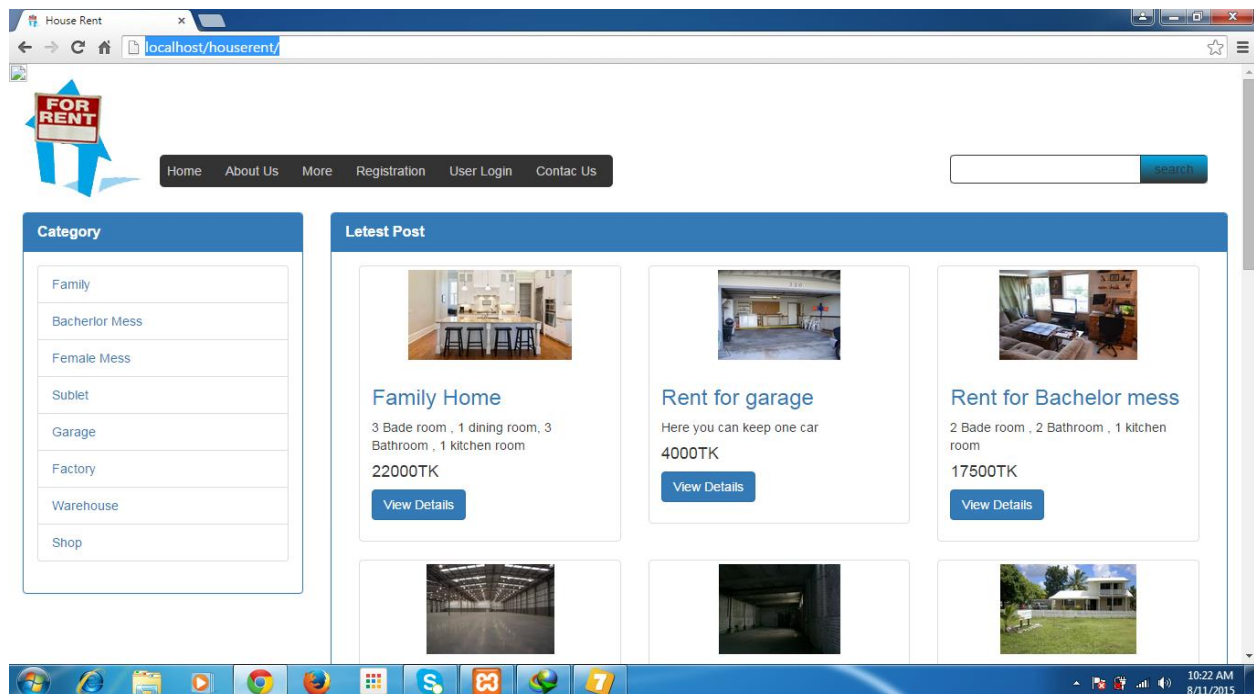 House Rent
localhost/houserent/
FOR
RENT
Home About Us More Registration User Login Contac Us
search
Category
Family
Bacherlor Mess
Female Mess
Sublet
Garage
Factory
Warehouse
Shop
Letest Post
Family Home
3 Bade room , 1 dining room, 3
Bathroom , 1 kitchen room
22000TK
View Details
Rent for garage
Here you can keep one car
4000TK
View Details
Rent for Bachelor mess
2 Bade room , 2 Bathroom , 1 kitchen
room
17500TK
View Details
10:22 AM
8/11/2015